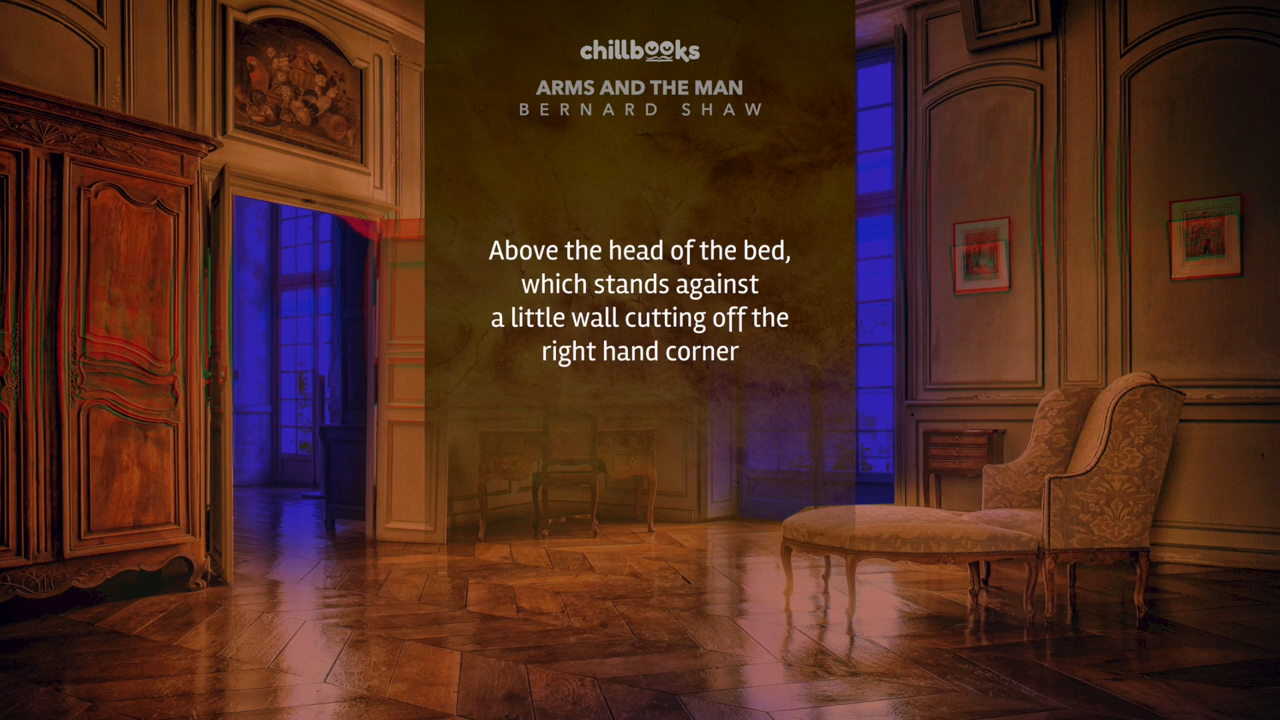 chillbooks
ARMS AND THE MAN
BERNARD SHAW
Above the head of the bed,
which stands against
a little wall cutting off the
right hand corner